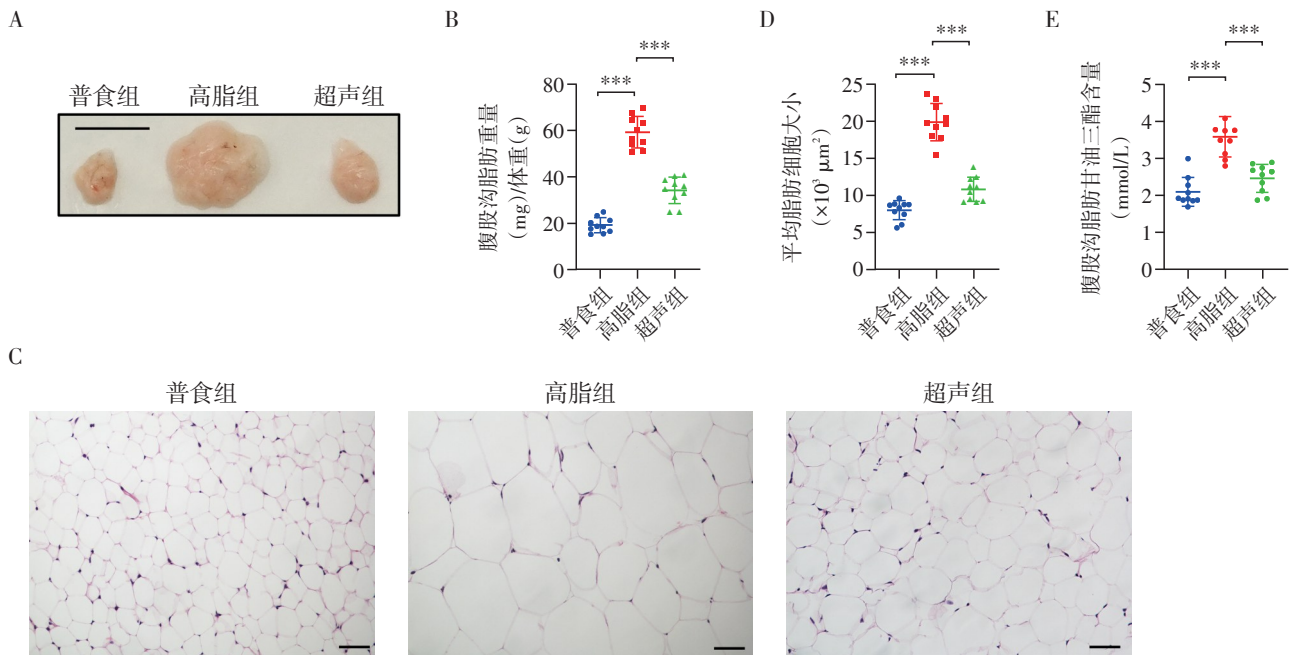 A
普食组
高脂组
超声组
B
腹股沟脂肪重量
(mg)/体重(g)
80
60
40
20
0
***
***
普食组
高脂组
超声组
D
平均脂肪细胞大小
(×10³ μm²)
25
20
15
10
5
0
***
***
普食组
高脂组
超声组
E
腹股沟脂肪甘油三酯含量
(mmol/L)
5
4
3
2
1
0
***
***
普食组
高脂组
超声组
C
普食组
高脂组
超声组